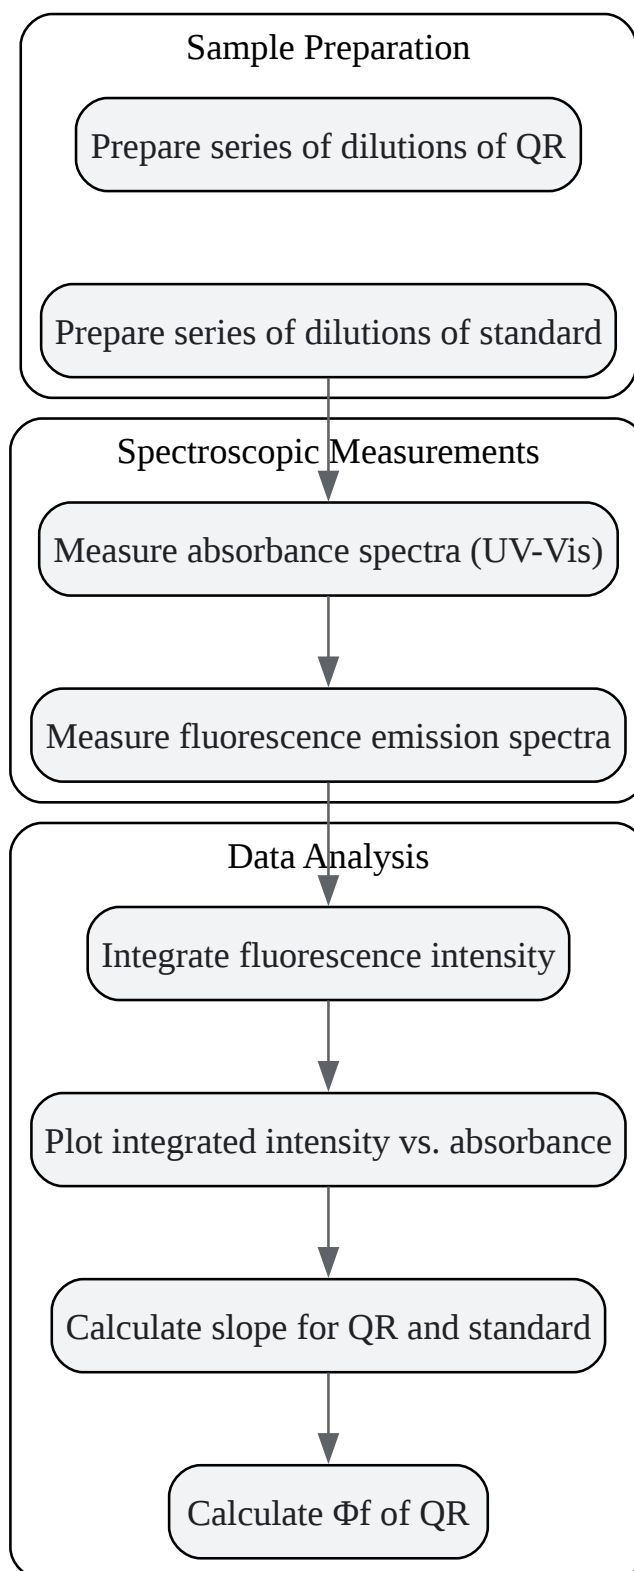 Sample Preparation
Prepare series of dilutions of QR
Prepare series of dilutions of standard
Spectroscopic Measurements
Measure absorbance spectra (UV-Vis)
Measure fluorescence emission spectra
Data Analysis
Integrate fluorescence intensity
Plot integrated intensity vs. absorbance
Calculate slope for QR and standard
Calculate Φf of QR